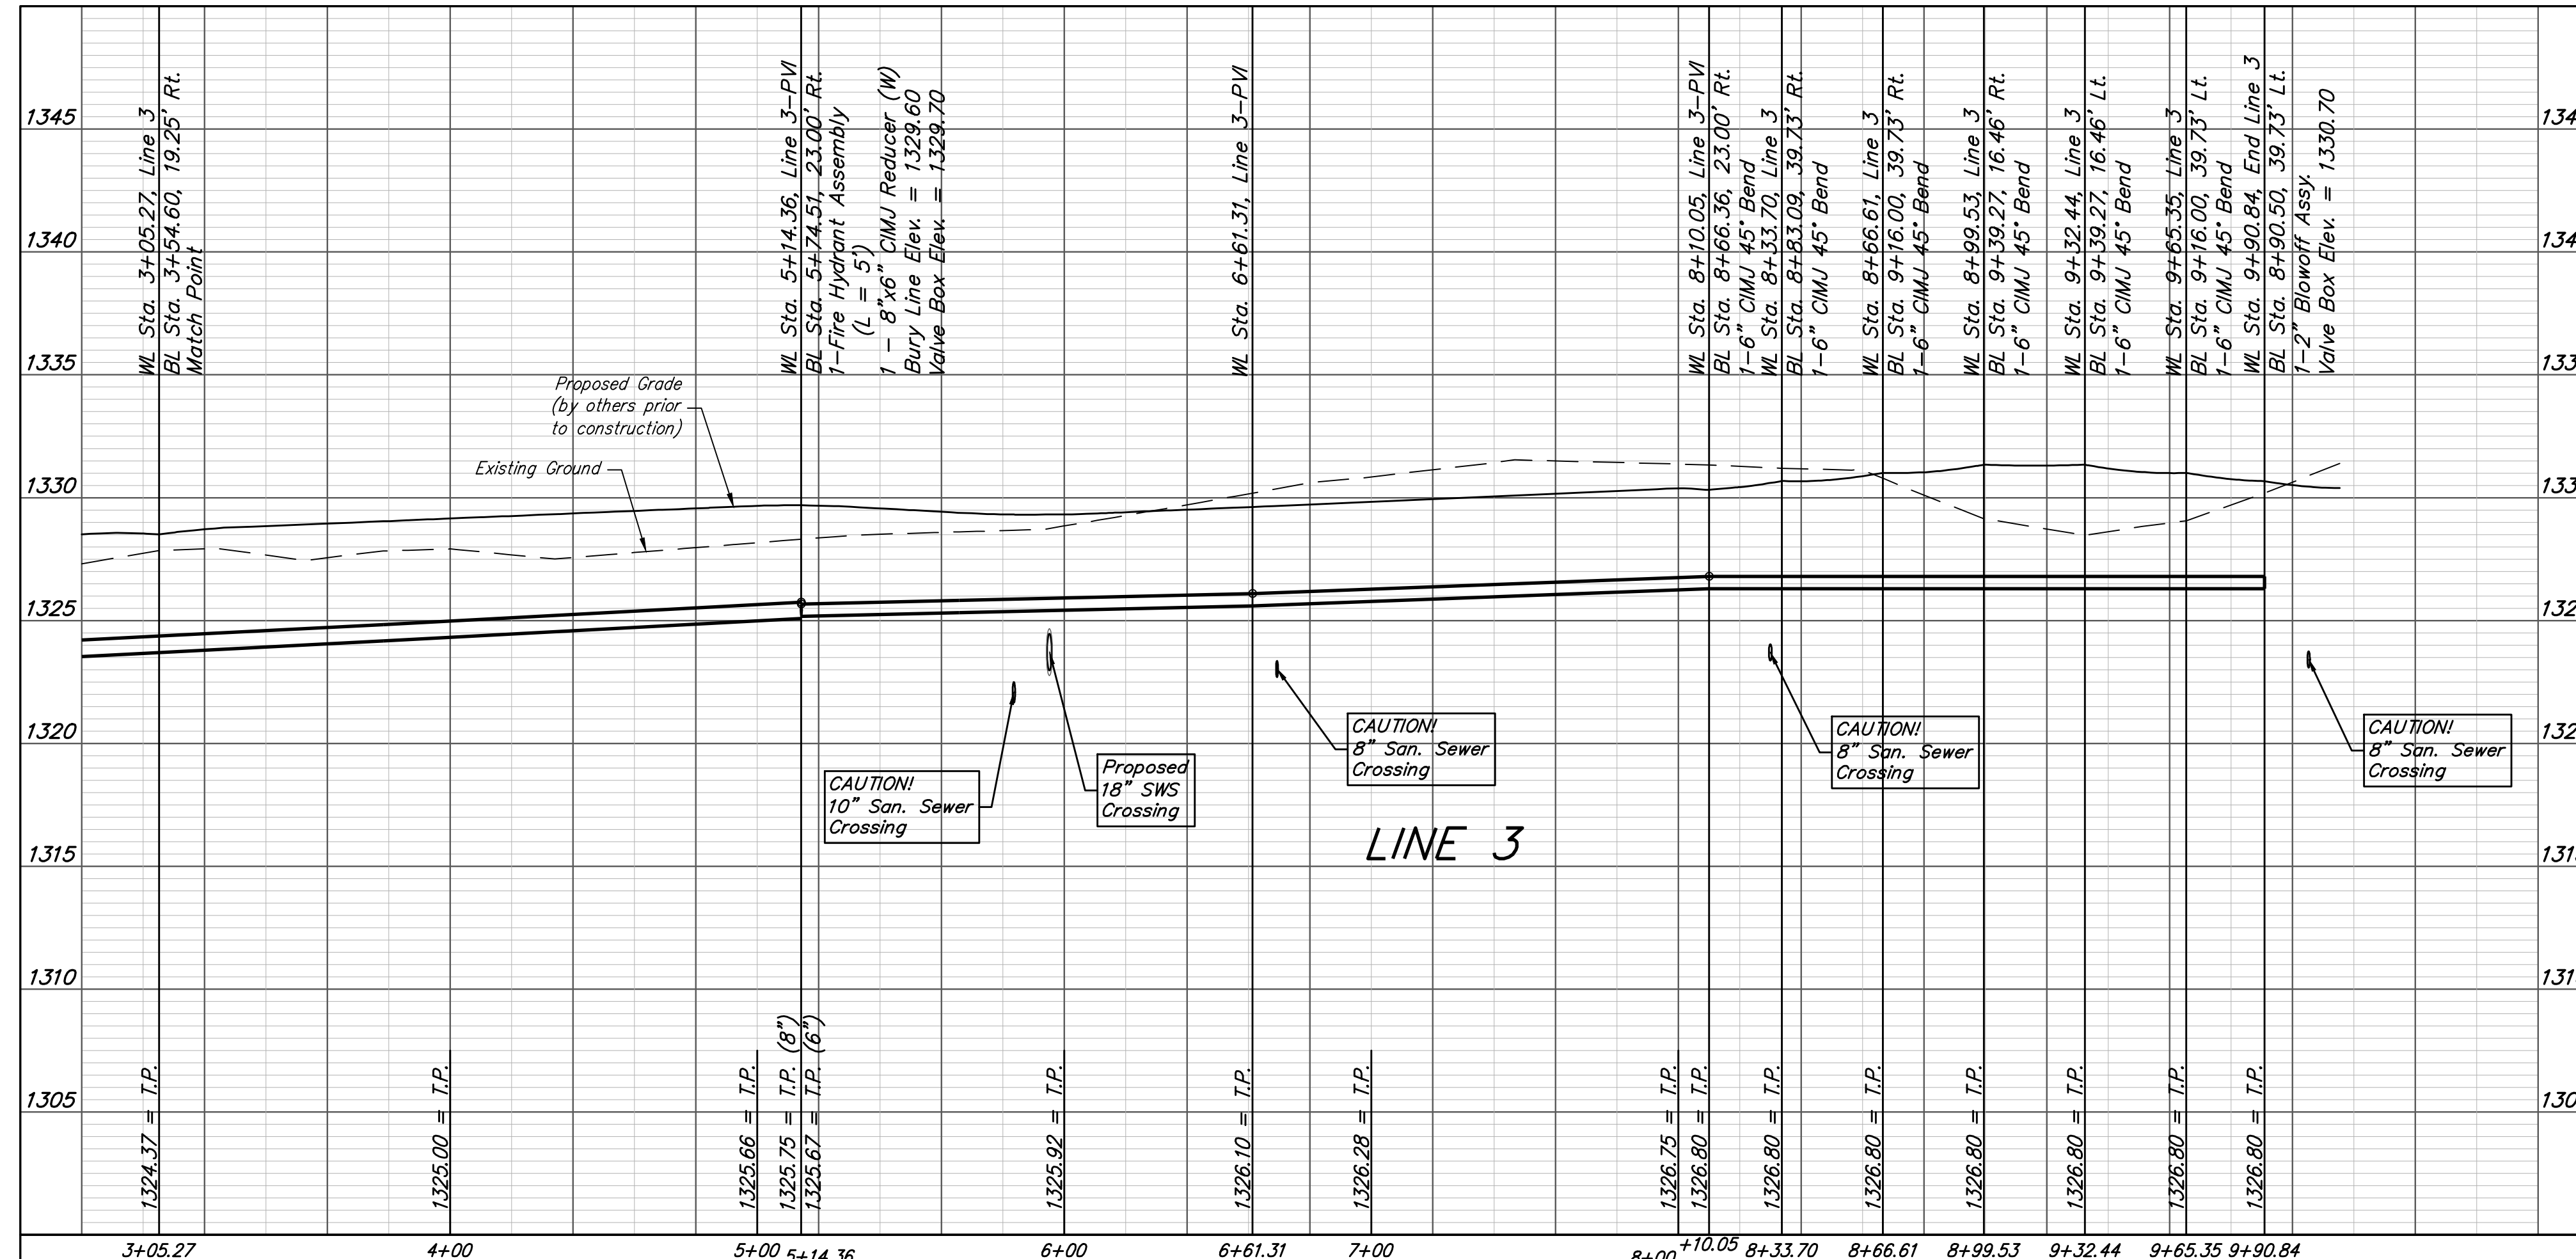 WL Sta. 3+05.27, Line 3
BL Sta. 3+54.60, 19.25' Rt.
Match Point
WL Sta. 5+14.36, Line 3-PVI
BL Sta. 5+74.51, 23.00' Rt.
1-Fire Hydrant Assembly
(L = 5')
1 - 8"x6" CIMJ Reducer (W)
Bury Line Elev. = 1329.60
Valve Box Elev. = 1329.70
WL Sta. 6+61.31, Line 3-PVI
WL Sta. 8+10.05, Line 3-PVI
BL Sta. 8+66.36, 23.00' Rt.
1-6" CIMJ 45° Bend
WL Sta. 8+33.70, Line 3
BL Sta. 8+83.09, 39.73' Rt.
1-6" CIMJ 45° Bend
WL Sta. 8+66.61, Line 3
BL Sta. 9+16.00, 39.73' Rt.
1-6" CIMJ 45° Bend
WL Sta. 8+99.53, Line 3
BL Sta. 9+39.27, 16.46' Rt.
1-6" CIMJ 45° Bend
WL Sta. 9+32.44, Line 3
BL Sta. 9+39.27, 16.46' Lt.
1-6" CIMJ 45° Bend
WL Sta. 9+65.35, Line 3
BL Sta. 9+16.00, 39.73' Lt.
1-6" CIMJ 45° Bend
WL Sta. 9+90.84, End Line 3
BL Sta. 8+90.50, 39.73' Lt.
1-2" Blowoff Assy.
Valve Box Elev. = 1330.70
1345
1340
1335
1330
1325
1320
1315
1310
1305
134
134
133
133
132
132
131
131
130
Proposed Grade
(by others prior
to construction)
Existing Ground
CAUTION!
10" San. Sewer
Crossing
Proposed
18" SWS
Crossing
CAUTION!
8" San. Sewer
Crossing
CAUTION!
8" San. Sewer
Crossing
CAUTION!
8" San. Sewer
Crossing
LINE 3
1324.37 = T.P.
1325.00 = T.P.
1325.66 = T.P.
1325.75 = T.P. (8")
1325.67 = T.P. (6")
1325.92 = T.P.
1326.10 = T.P.
1326.28 = T.P.
1326.75 = T.P.
1326.80 = T.P.
1326.80 = T.P.
1326.80 = T.P.
1326.80 = T.P.
1326.80 = T.P.
1326.80 = T.P.
1326.80 = T.P.
3+05.27
4+00
5+00
5+14.36
6+00
6+61.31
7+00
8+00
+10.05
8+33.70
8+66.61
8+99.53
9+32.44
9+65.35
9+90.84